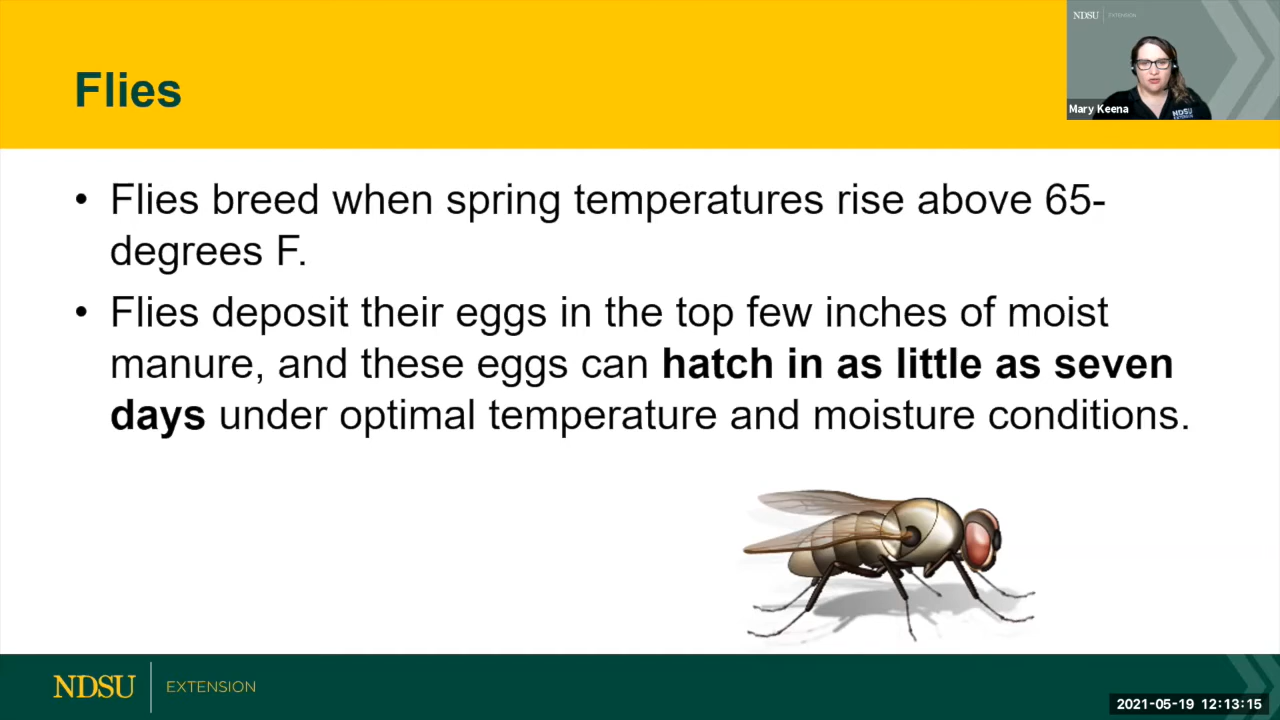 NDSU EXTENSION
Flies
Mary Keena
NDSU
EXTENSION
• Flies breed when spring temperatures rise above 65-
degrees F.
• Flies deposit their eggs in the top few inches of moist
manure, and these eggs can hatch in as little as seven
days under optimal temperature and moisture conditions.
NDSU EXTENSION
2021-05-19 12:13:15